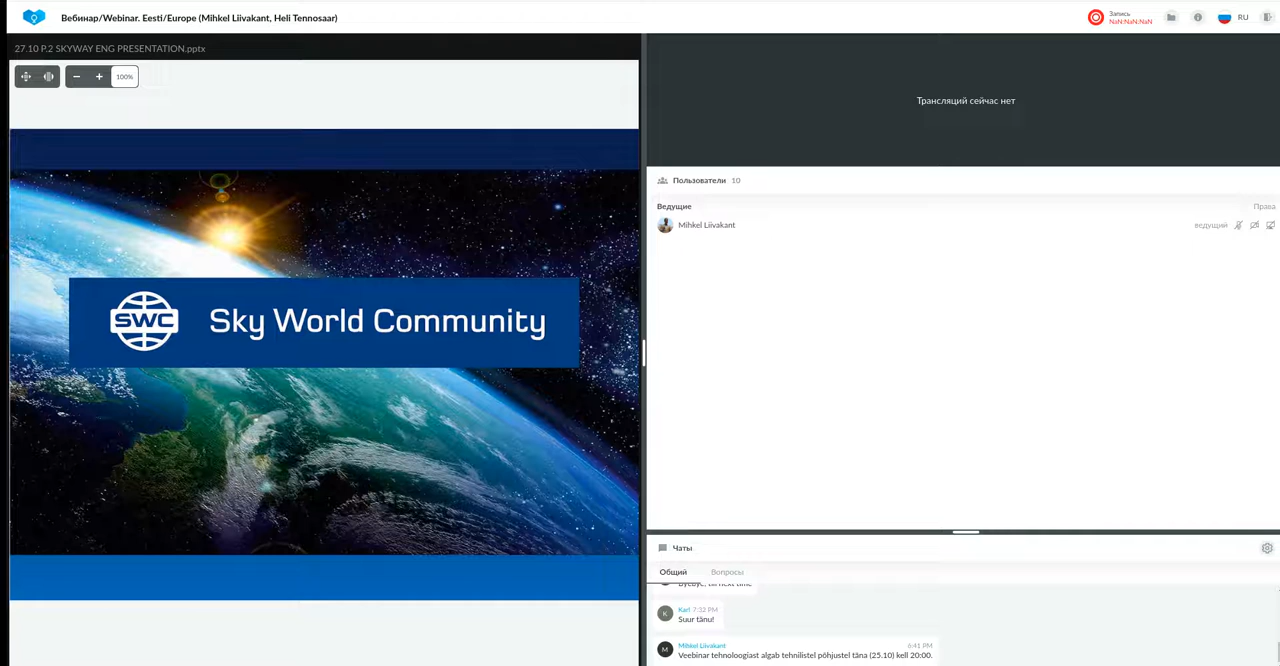 Вебинар/Webinar. Eesti/Europe (Mihkel Liivakant, Heli Tennosaar)
Запись
NaN:NaN.NaN
RU
27.10 P.2 SKYWAY ENG PRESENTATION.pptx
100%
SWC
Sky World Community
Трансляций сейчас нет
Пользователи 10
Ведущие
Права
Mihkel Liivakant
ведущий
Чаты
Общий
Вопросы
K
Karl 7:32 PM
Suur tänu!
M
Mihkel Liivakant 6:41 PM
Veebinar tehnoloogiast algab tehnilistel põhjustel täna (25.10) kell 20:00.